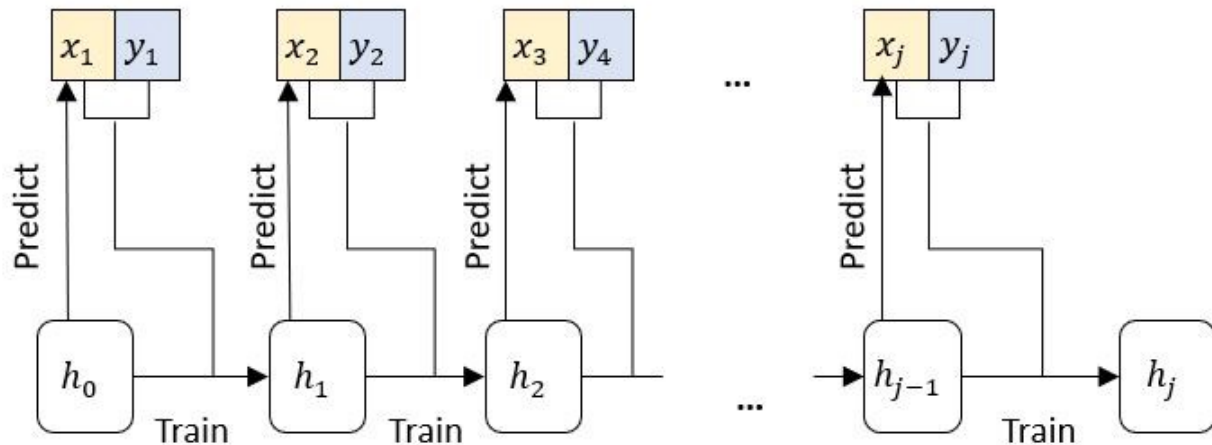 x₁ y₁ x₂ y₂ x₃ y₄ ... xⱼ yⱼ
Predict Predict Predict Predict
h₀ h₁ h₂ ... hⱼ₋₁ hⱼ
Train Train Train